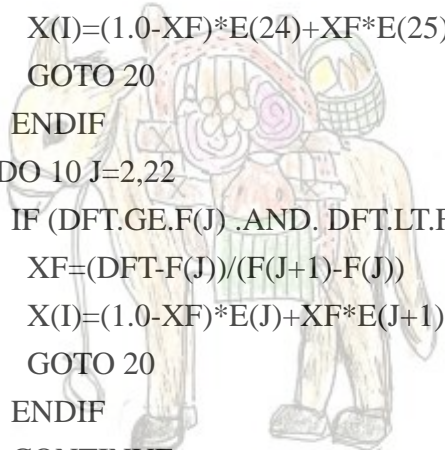 X(I)=(1.0-XF)*E(24)+XF*E(25)
GOTO 20
ENDIF
DO 10 J=2,22
IF (DFT.GE.F(J) .AND. DFT.LT.F
XF=(DFT-F(J))/(F(J+1)-F(J))
X(I)=(1.0-XF)*E(J)+XF*E(J+1)
GOTO 20
ENDIF